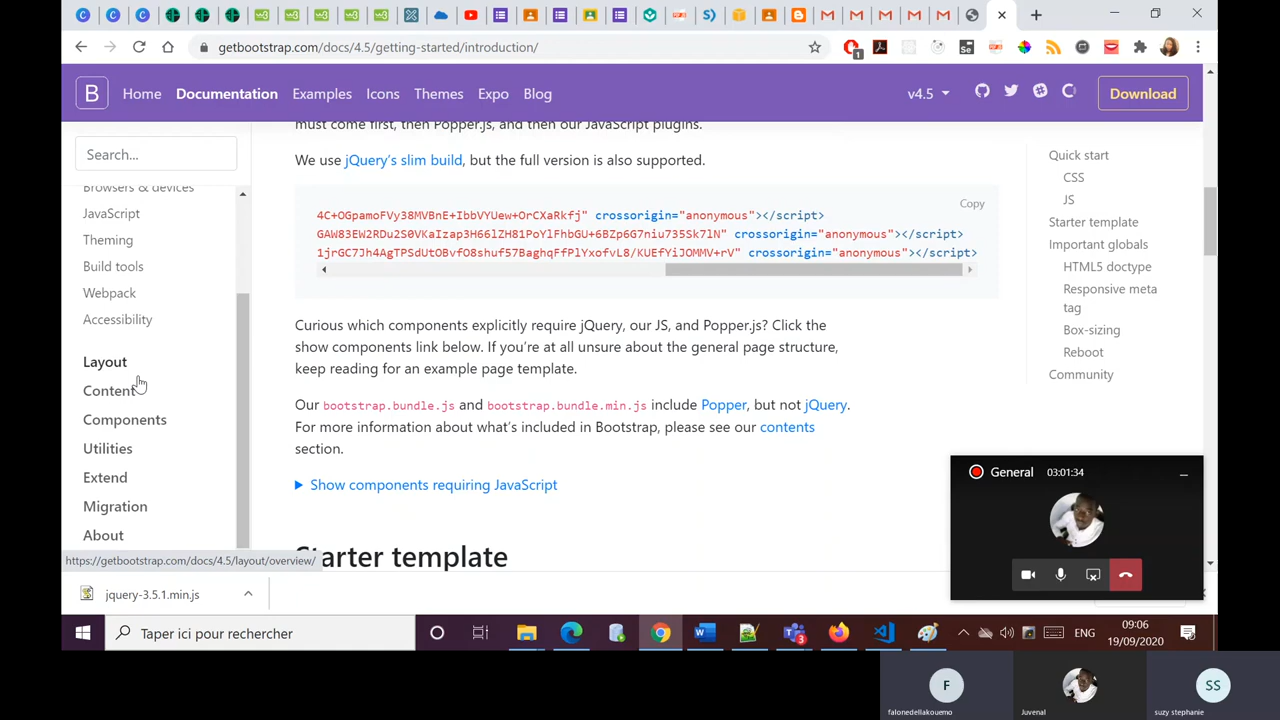 getbootstrap.com/docs/4.5/getting-started/introduction/
1
B
Home
Documentation
Examples
Icons
Themes
Expo
Blog
v4.5
Download
Search...
Browsers & devices
JavaScript
Theming
Build tools
Webpack
Accessibility
Layout
Content
Components
Utilities
Extend
Migration
About
https://getbootstrap.com/docs/4.5/layout/overview/
must come first, then Popper.js, and then our JavaScript plugins.
We use jQuery's slim build, but the full version is also supported.
Copy
4C+OGpamoFVy38MVBnE+IbbVYUew+OrCXaRkfj" crossorigin="anonymous"></script>
GAW83EW2RDu2S0VKaIzap3H66lZH81PoYlFhbGU+6BZp6G7niu735Sk7lN" crossorigin="anonymous"></script>
1jrGC7Jh4AgTPSdUtOBvfO8shuf57BaghqFfPlYxofvL8/KUEfYiJOMMV+rV" crossorigin="anonymous"></script>
Curious which components explicitly require jQuery, our JS, and Popper.js? Click the
show components link below. If you're at all unsure about the general page structure,
keep reading for an example page template.
Our bootstrap.bundle.js and bootstrap.bundle.min.js include Popper, but not jQuery.
For more information about what's included in Bootstrap, please see our contents
section.
Show components requiring JavaScript
Starter template
Quick start
CSS
JS
Starter template
Important globals
HTML5 doctype
Responsive meta
tag
Box-sizing
Reboot
Community
General
03:01:34
jquery-3.5.1.min.js
Taper ici pour rechercher
3
ENG
09:06
19/09/2020
F
SS
falonedellakouemo
Juvenal
suzy stephanie